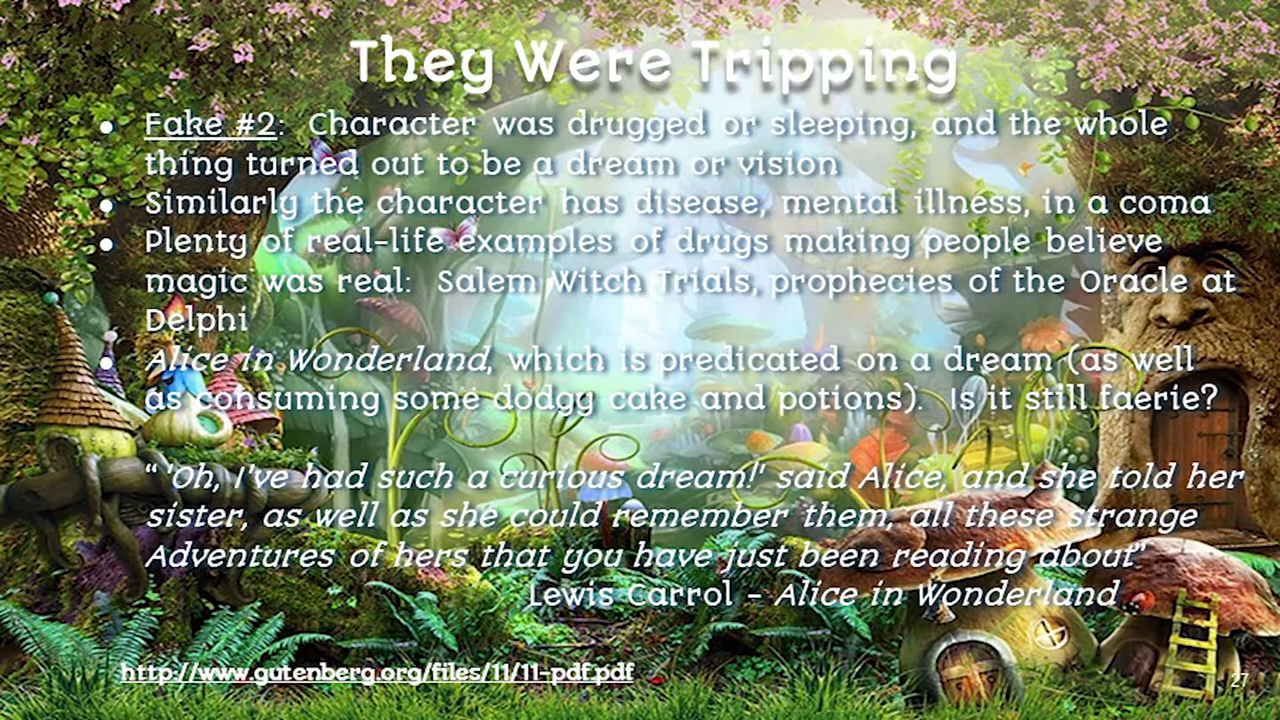 They Were Tripping
● Fake #2: Character was drugged or sleeping, and the whole
thing turned out to be a dream or vision
● Similarly the character has disease, mental illness, in a coma
● Plenty of real-life examples of drugs making people believe
magic was real: Salem Witch Trials, prophecies of the Oracle at
Delphi
● Alice in Wonderland, which is predicated on a dream (as well
as consuming some dodgy cake and potions). Is it still faerie?
“ 'Oh, I've had such a curious dream!' said Alice, and she told her
sister, as well as she could remember them, all these strange
Adventures of hers that you have just been reading about”
Lewis Carrol – Alice in Wonderland
http://www.gutenberg.org/files/11/11-pdf.pdf
27